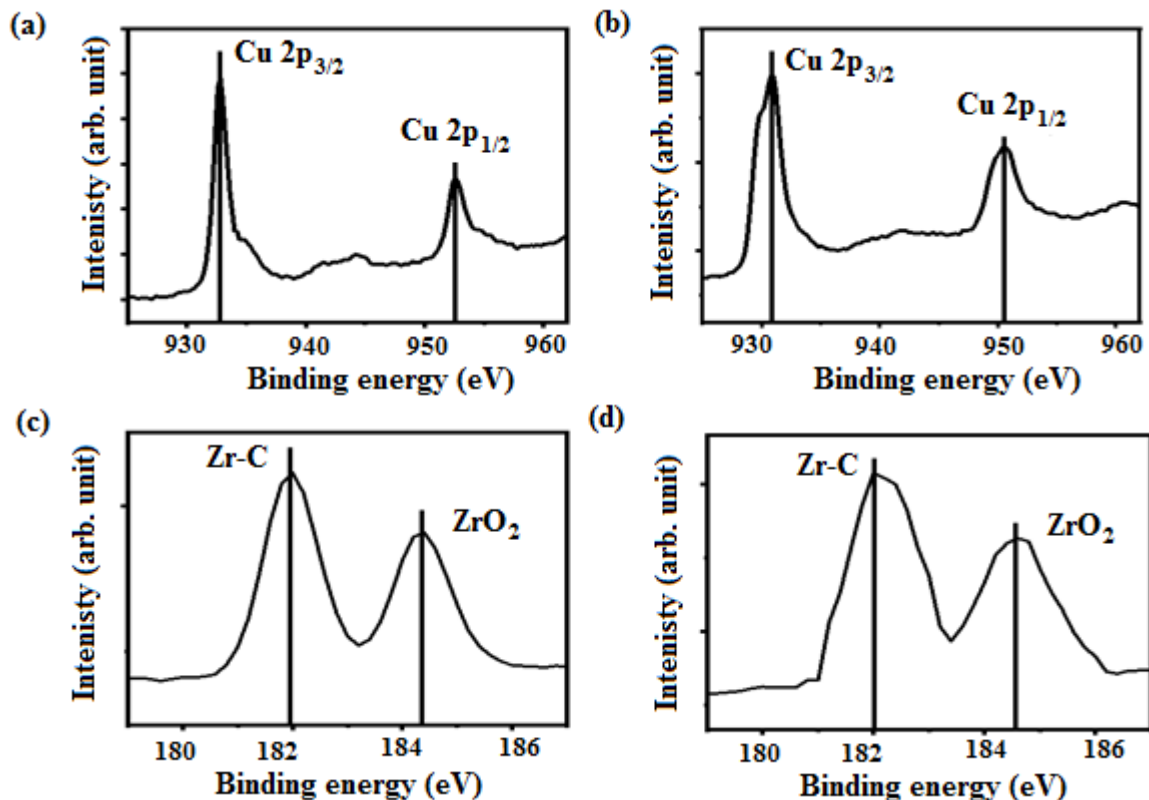 (a)
Cu 2p3/2
Cu 2p1/2
Intenisty (arb. unit)
930 940 950 960
Binding energy (eV)
(b)
Cu 2p3/2
Cu 2p1/2
Intenisty (arb. unit)
930 940 950 960
Binding energy (eV)
(c)
Zr-C
ZrO2
Intenisty (arb. unit)
180 182 184 186
Binding energy (eV)
(d)
Zr-C
ZrO2
Intenisty (arb. unit)
180 182 184 186
Binding energy (eV)